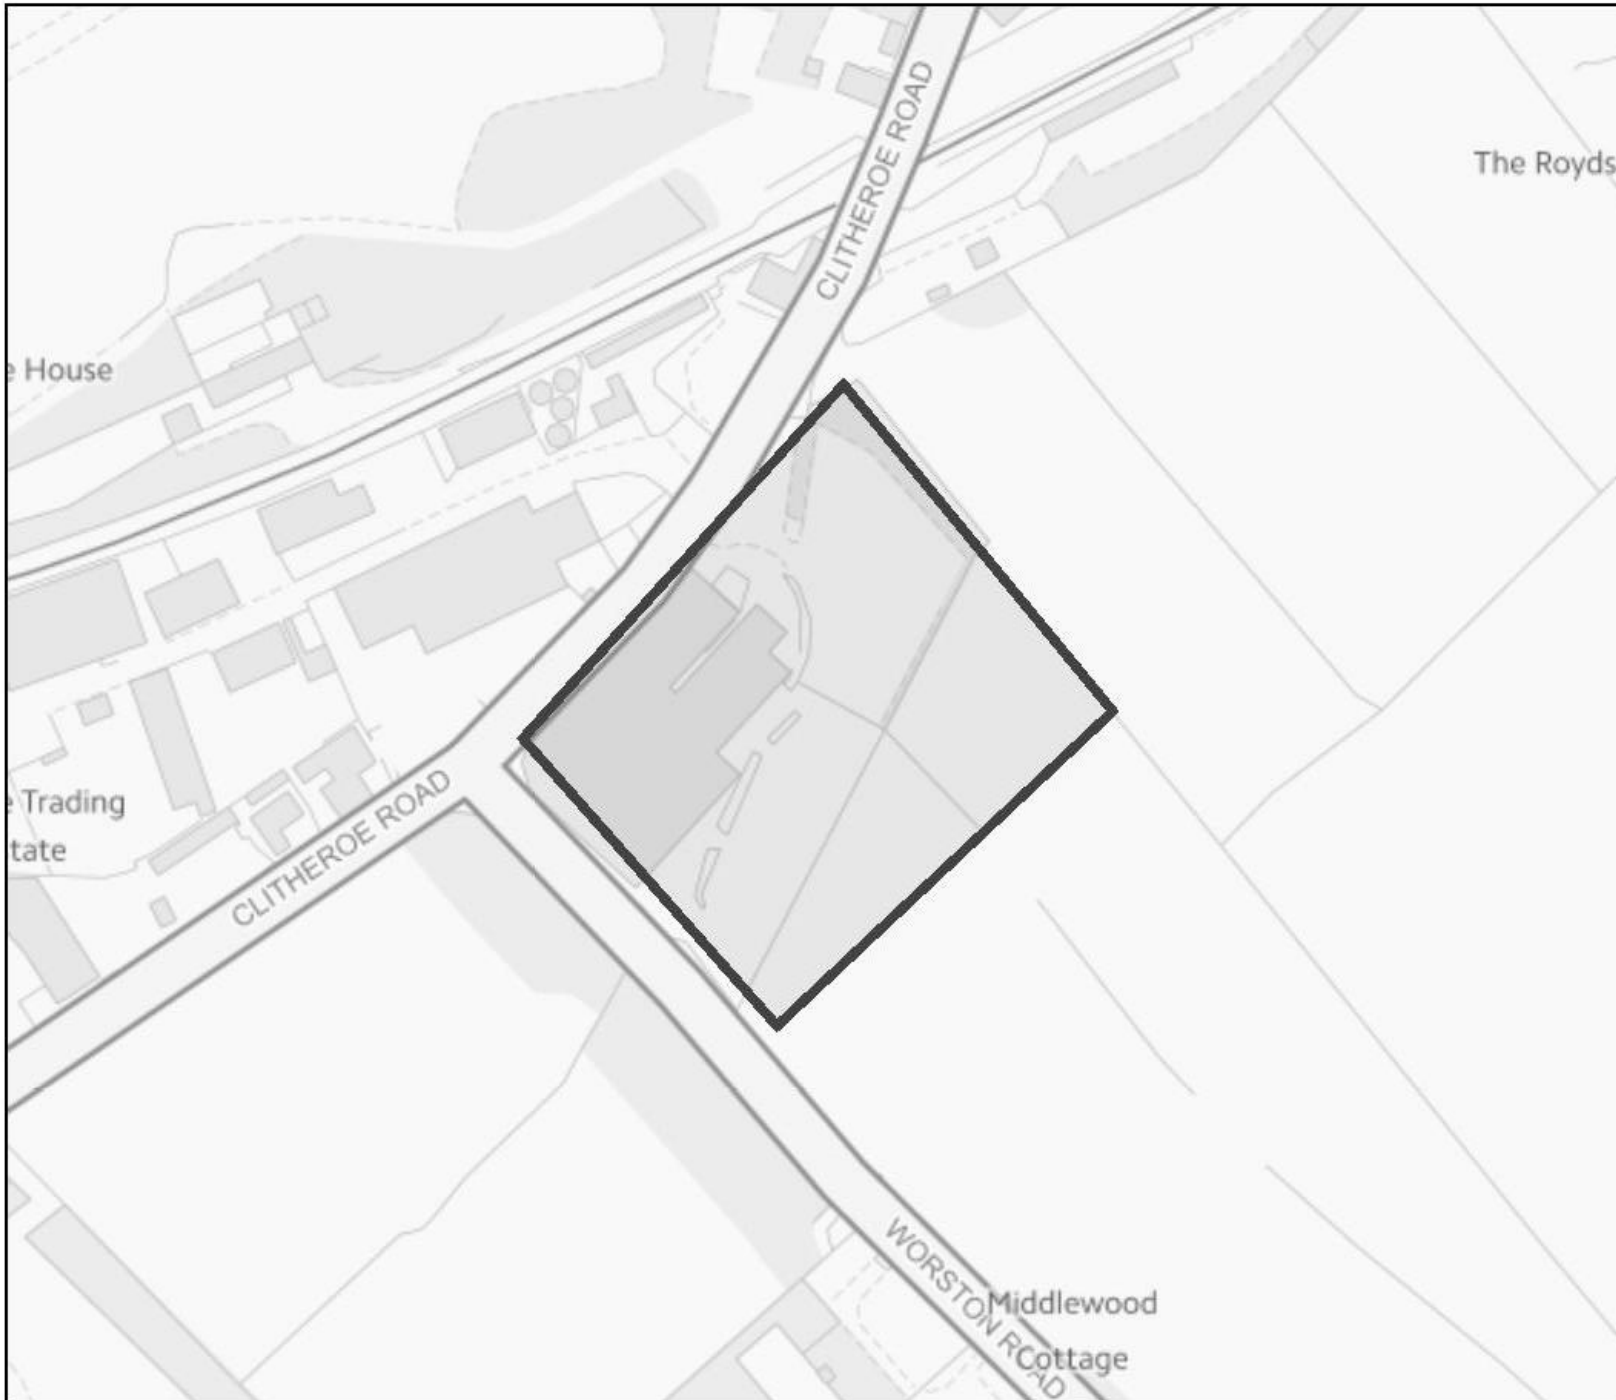 CLITHEROE ROAD
The Royds
e House
e Trading
tate
CLITHEROE ROAD
WORSTON ROAD
Middlewood
Cottage